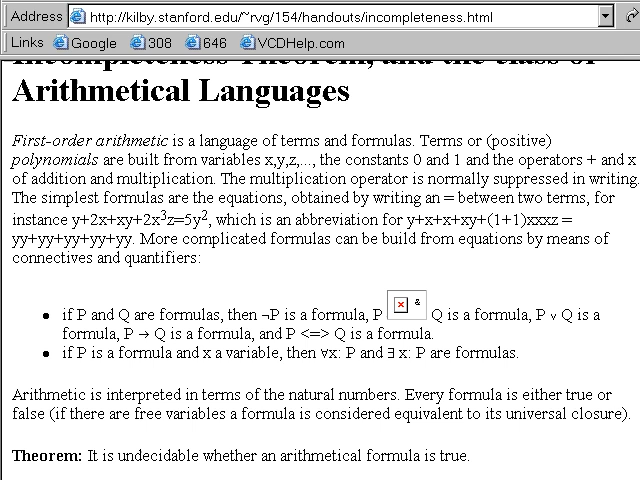 Address http://kilby.stanford.edu/~rvg/154/handouts/incompleteness.html
Links Google 308 646 VCDHelp.com
Incompleteness Theorem, and the class of
Arithmetical Languages
First-order arithmetic is a language of terms and formulas. Terms or (positive)
polynomials are built from variables x,y,z,..., the constants 0 and 1 and the operators + and x
of addition and multiplication. The multiplication operator is normally suppressed in writing.
The simplest formulas are the equations, obtained by writing an = between two terms, for
instance y+2x+xy+2x³z=5y², which is an abbreviation for y+x+x+xy+(1+1)xxxz =
yy+yy+yy+yy+yy. More complicated formulas can be build from equations by means of
connectives and quantifiers:
• if P and Q are formulas, then ¬P is a formula, P & Q is a formula, P ∨ Q is a
formula, P → Q is a formula, and P <=> Q is a formula.
• if P is a formula and x a variable, then ∀x: P and ∃ x: P are formulas.
Arithmetic is interpreted in terms of the natural numbers. Every formula is either true or
false (if there are free variables a formula is considered equivalent to its universal closure).
Theorem: It is undecidable whether an arithmetical formula is true.